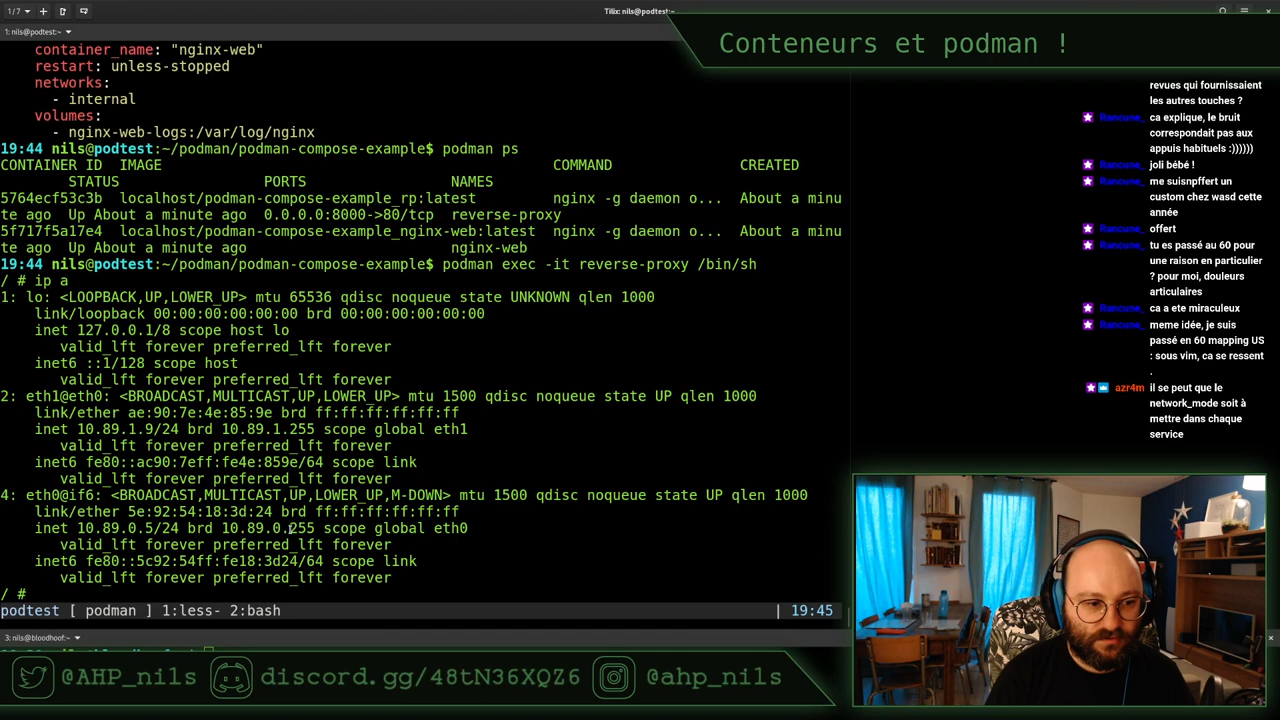 1/7
Tilix: nils@podtest:~
1: nils@podtest:~
container_name: "nginx-web"
restart: unless-stopped
networks:
- internal
volumes:
- nginx-web-logs:/var/log/nginx
19:44 nils@podtest:~/podman/podman-compose-example$ podman ps
CONTAINER ID  IMAGE  COMMAND  CREATED
STATUS  PORTS  NAMES
5764ecf53c3b  localhost/podman-compose-example_rp:latest  nginx -g daemon o...  About a minu
te ago  Up About a minute ago  0.0.0.0:8000->80/tcp  reverse-proxy
5f717f5a17e4  localhost/podman-compose-example_nginx-web:latest  nginx -g daemon o...  About a minu
te ago  Up About a minute ago  nginx-web
19:44 nils@podtest:~/podman/podman-compose-example$ podman exec -it reverse-proxy /bin/sh
/ # ip a
1: lo: <LOOPBACK,UP,LOWER_UP> mtu 65536 qdisc noqueue state UNKNOWN qlen 1000
link/loopback 00:00:00:00:00:00 brd 00:00:00:00:00:00
inet 127.0.0.1/8 scope host lo
valid_lft forever preferred_lft forever
inet6 ::1/128 scope host
valid_lft forever preferred_lft forever
2: eth1@eth0: <BROADCAST,MULTICAST,UP,LOWER_UP> mtu 1500 qdisc noqueue state UP qlen 1000
link/ether ae:90:7e:4e:85:9e brd ff:ff:ff:ff:ff:ff
inet 10.89.1.9/24 brd 10.89.1.255 scope global eth1
valid_lft forever preferred_lft forever
inet6 fe80::ac90:7eff:fe4e:859e/64 scope link
valid_lft forever preferred_lft forever
4: eth0@if6: <BROADCAST,MULTICAST,UP,LOWER_UP,M-DOWN> mtu 1500 qdisc noqueue state UP qlen 1000
link/ether 5e:92:54:18:3d:24 brd ff:ff:ff:ff:ff:ff
inet 10.89.0.5/24 brd 10.89.0.255 scope global eth0
valid_lft forever preferred_lft forever
inet6 fe80::5c92:54ff:fe18:3d24/64 scope link
valid_lft forever preferred_lft forever
/ #
podtest [ podman ] 1:less- 2:bash | 19:45
3: nils@bloodhoof:~
Conteneurs et podman !
revues qui fournissaient
les autres touches ?
Rancune_ ca explique, le bruit
correspondait pas aux
appuis habituels :))))))
Rancune_ joli bébé !
Rancune_ me suisnpffert un
custom chez wasd cette
année
Rancune_ offert
Rancune_ tu es passé au 60 pour
une raison en particulier
? pour moi, douleurs
articulaires
Rancune_ ca a ete miraculeux
Rancune_ meme idée, je suis
passé en 60 mapping US
: sous vim, ca se ressent
.
azr4m il se peut que le
network_mode soit à
mettre dans chaque
service
@AHP_nils
discord.gg/48tN36XQZ6
@ahp_nils